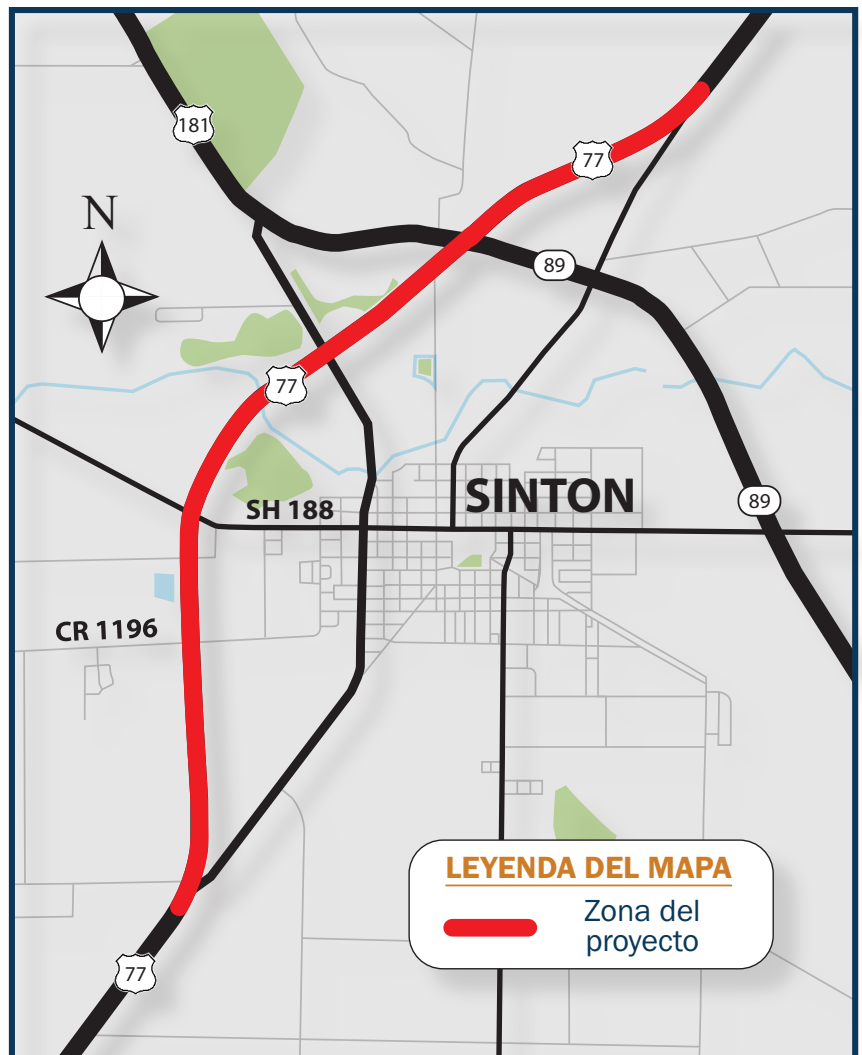 181
77
N
89
77
89
SINTON
SH 188
CR 1196
LEYENDA DEL MAPA
Zona del
proyecto
77